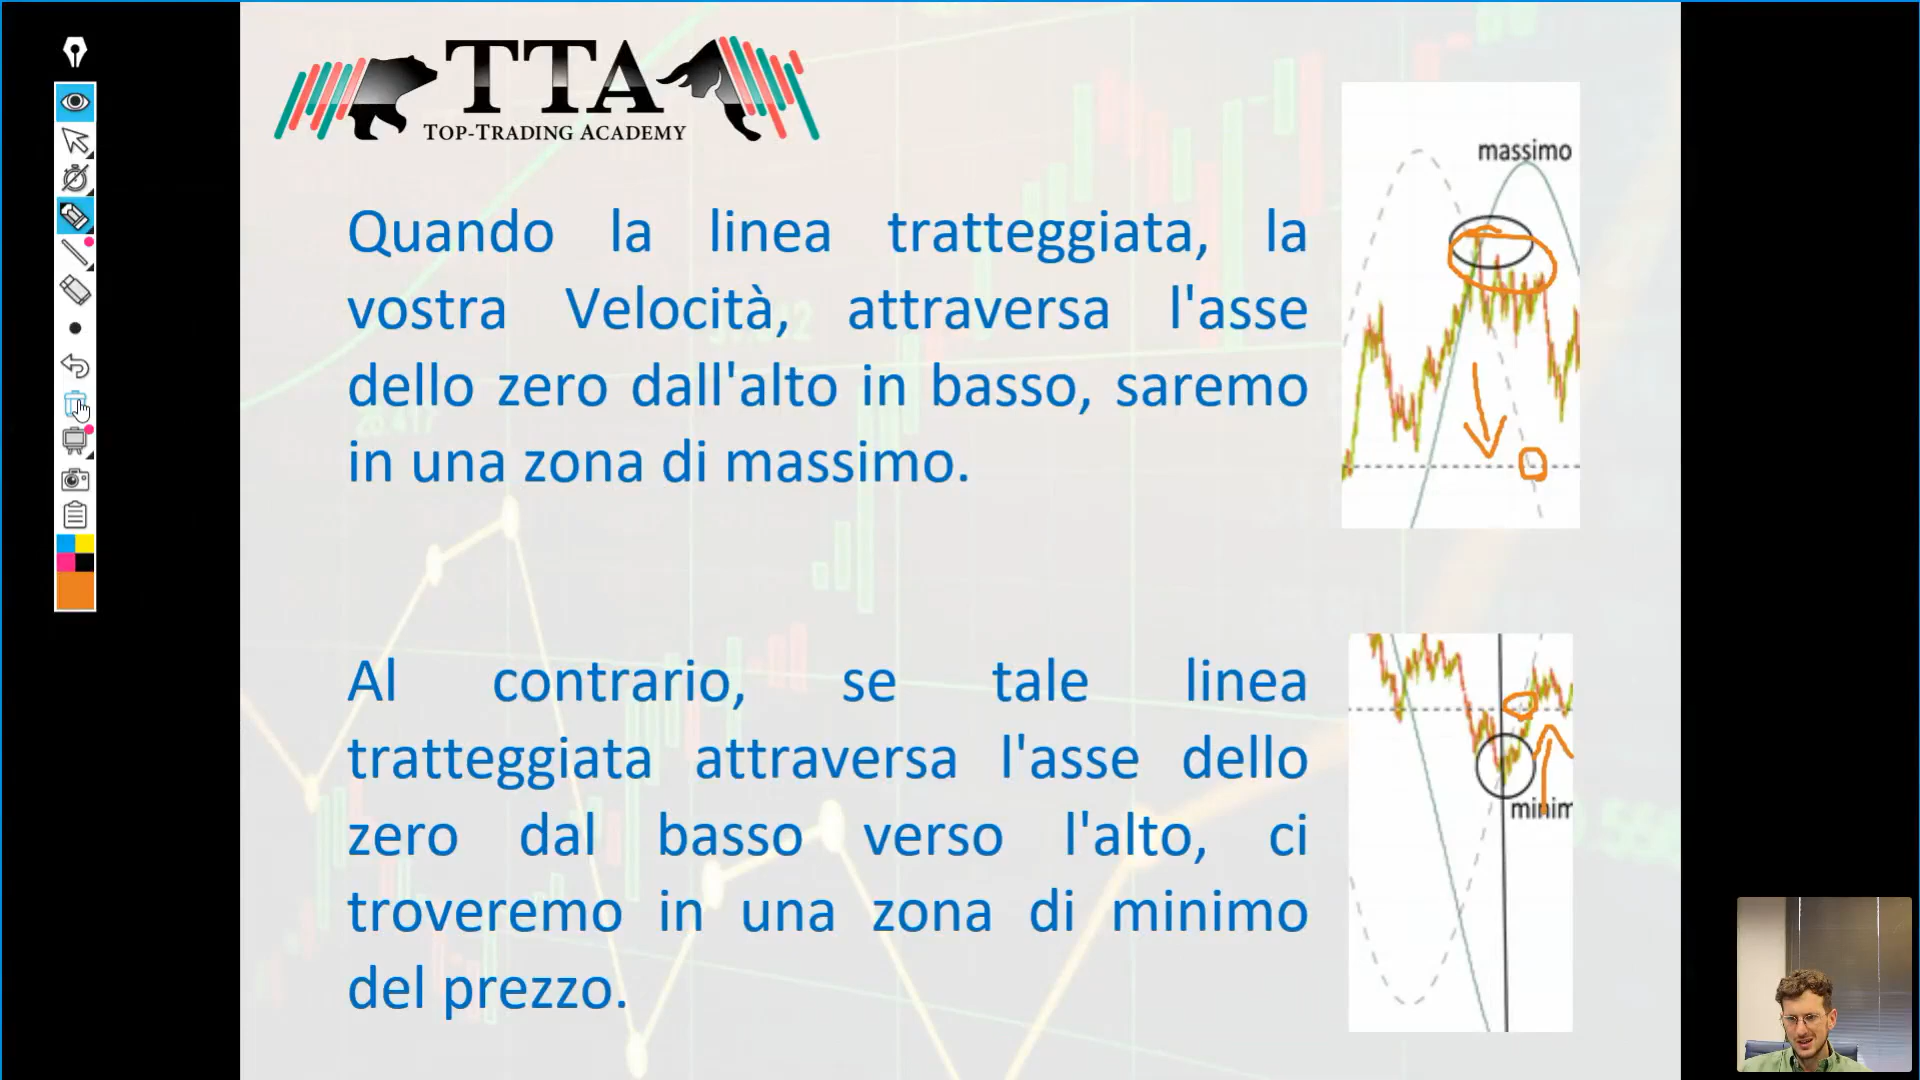 TTA
TOP-TRADING ACADEMY
Quando la linea tratteggiata, la
vostra Velocità, attraversa l'asse
dello zero dall'alto in basso, saremo
in una zona di massimo.
massimo
Al contrario, se tale linea
tratteggiata attraversa l'asse dello
zero dal basso verso l'alto, ci
troveremo in una zona di minimo
del prezzo.
minim